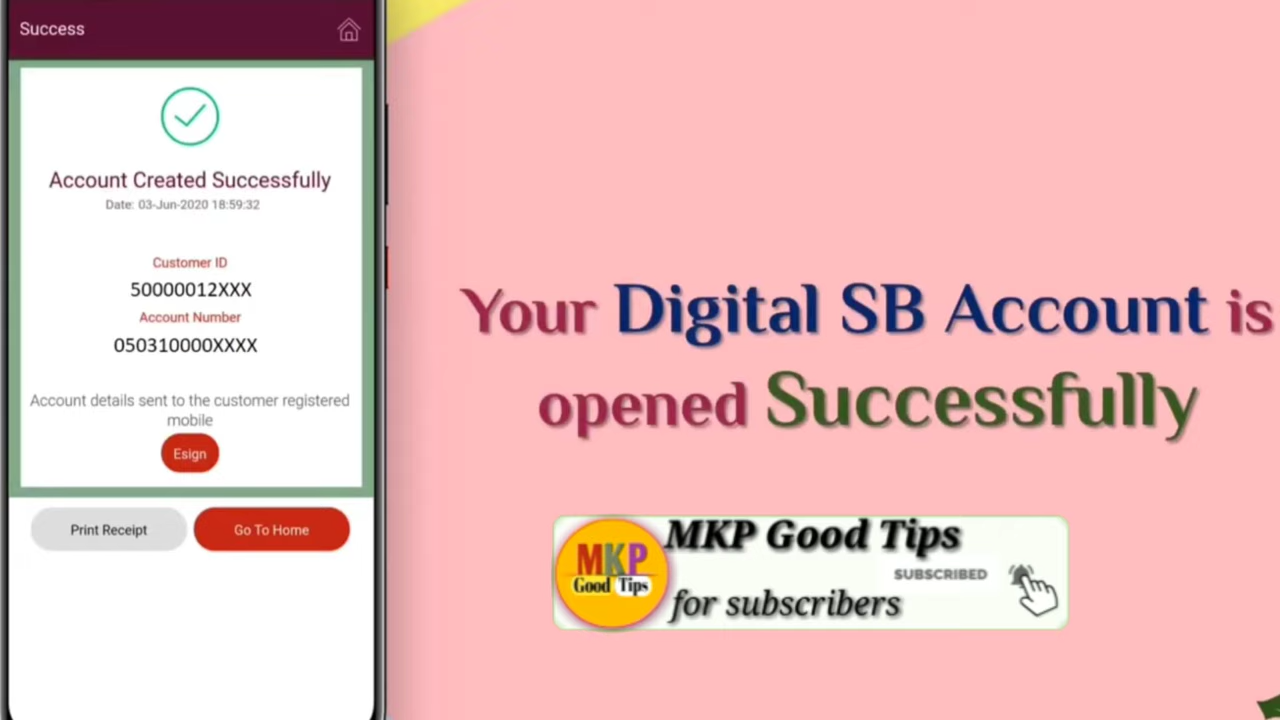 Success
Account Created Successfully
Date: 03-Jun-2020 18:59:32
Customer ID
50000012XXX
Account Number
050310000XXXX
Account details sent to the customer registered
mobile
Esign
Print Receipt
Go To Home
Your Digital SB Account is
opened Successfully
MKP
Good Tips
MKP Good Tips
SUBSCRIBED
for subscribers